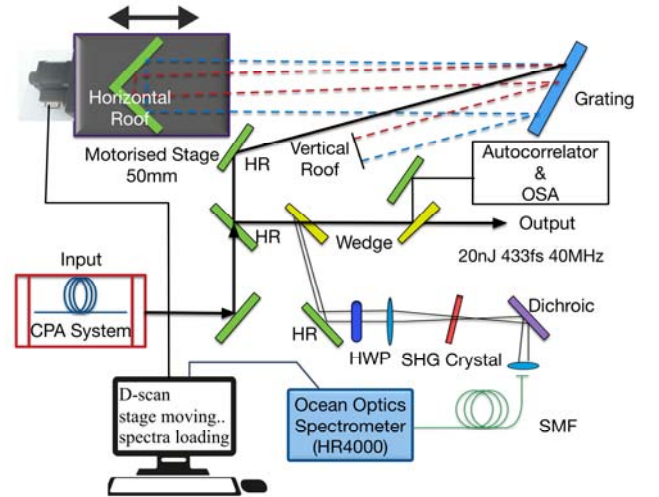 Horizontal
Roof
Grating
Motorised Stage
50mm
HR
Vertical
Roof
Autocorrelator
&
OSA
HR
Wedge
Output
20nJ 433fs 40MHz
Input
CPA System
HR
HWP
SHG Crystal
Dichroic
D-scan
stage moving..
spectra loading
Ocean Optics
Spectrometer
(HR4000)
SMF